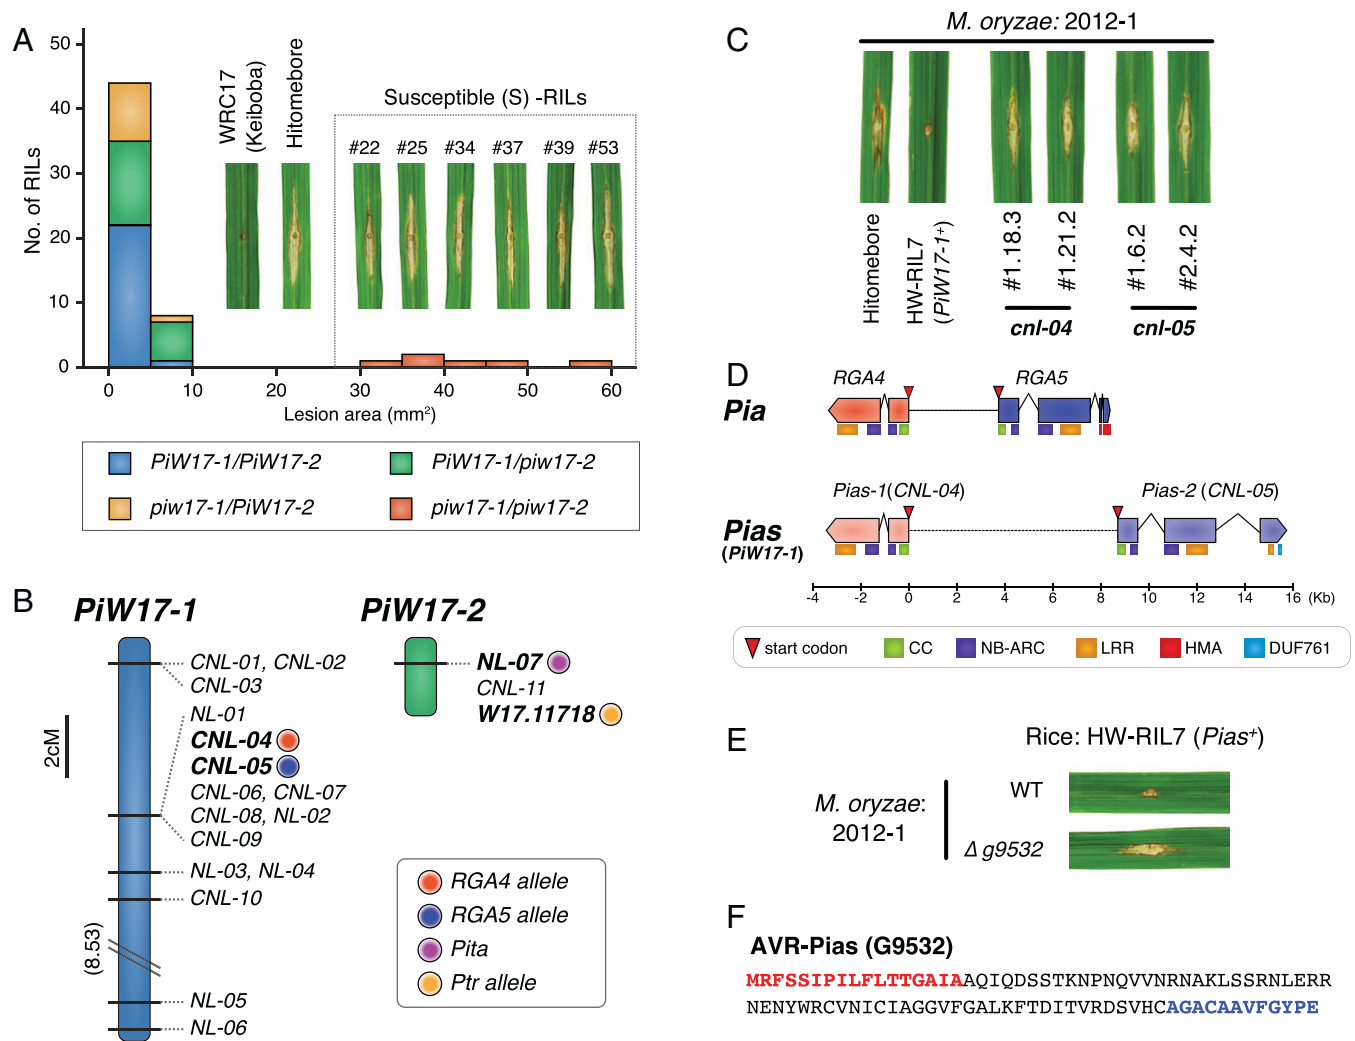 A
50
40
30
20
10
0
No. of RILs
WRC17
(Keiboba)
Hitomebore
Susceptible (S) -RILs
#22 #25 #34 #37 #39 #53
0 10 20 30 40 50 60
Lesion area (mm²)
PiW17-1/PiW17-2
PiW17-1/piw17-2
piw17-1/PiW17-2
piw17-1/piw17-2
B
PiW17-1
2cM
(8.53)
CNL-01, CNL-02
CNL-03
NL-01
CNL-04
CNL-05
CNL-06, CNL-07
CNL-08, NL-02
CNL-09
NL-03, NL-04
CNL-10
NL-05
NL-06
PiW17-2
NL-07
CNL-11
W17.11718
RGA4 allele
RGA5 allele
Pita
Ptr allele
C
M. oryzae: 2012-1
Hitomebore
HW-RIL7
(PiW17-1⁺)
#1.18.3
#1.21.2
#1.6.2
#2.4.2
cnl-04
cnl-05
D
RGA4 RGA5
Pia
Pias-1(CNL-04) Pias-2 (CNL-05)
Pias
(PiW17-1)
-4 -2 0 2 4 6 8 10 12 14 16 (Kb)
start codon CC NB-ARC LRR HMA DUF761
E
Rice: HW-RIL7 (Pias⁺)
M. oryzae:
2012-1
WT
Δg9532
F
AVR-Pias (G9532)
MRFSSIPILFLTTGAIAAQIQDSSTKNPNQVVNRNAKLSSRNLERR
NENYWRCVNICIAGGVFGALKFTDITVRDSVHCAGACAAVFGYPE